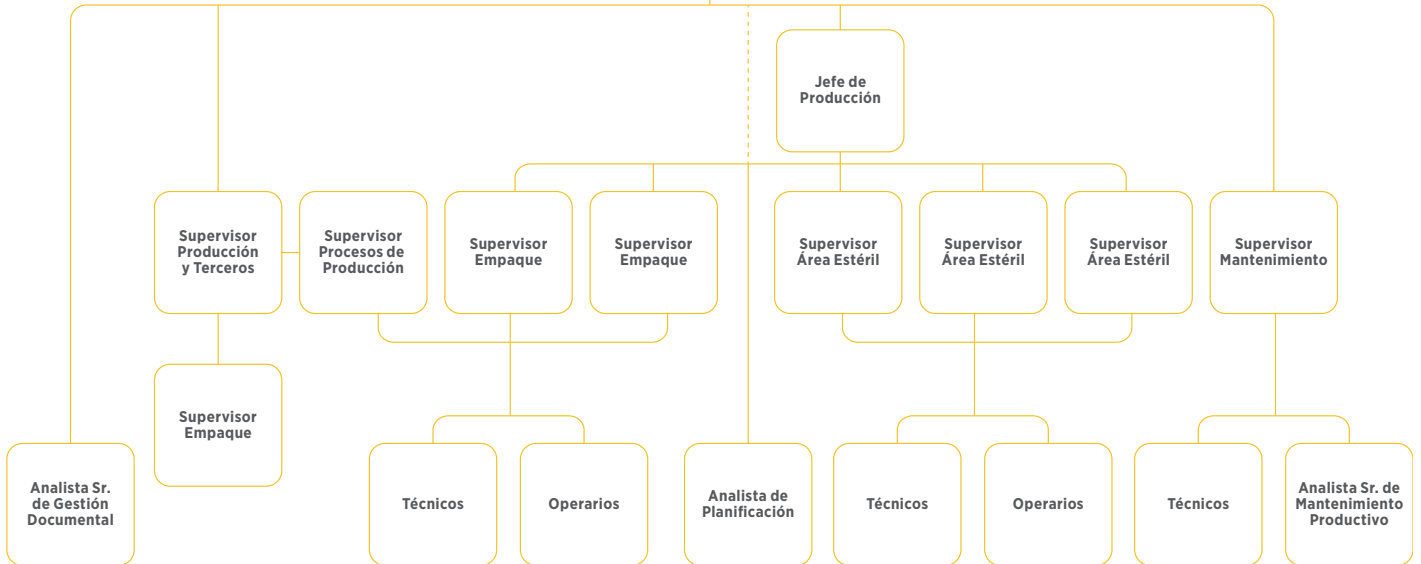 Jefe de
Producción
Supervisor
Producción
y Terceros
Supervisor
Procesos de
Producción
Supervisor
Empaque
Supervisor
Empaque
Supervisor
Área Estéril
Supervisor
Área Estéril
Supervisor
Área Estéril
Supervisor
Mantenimiento
Supervisor
Empaque
Analista Sr.
de Gestión
Documental
Técnicos
Operarios
Analista de
Planificación
Técnicos
Operarios
Técnicos
Analista Sr. de
Mantenimiento
Productivo